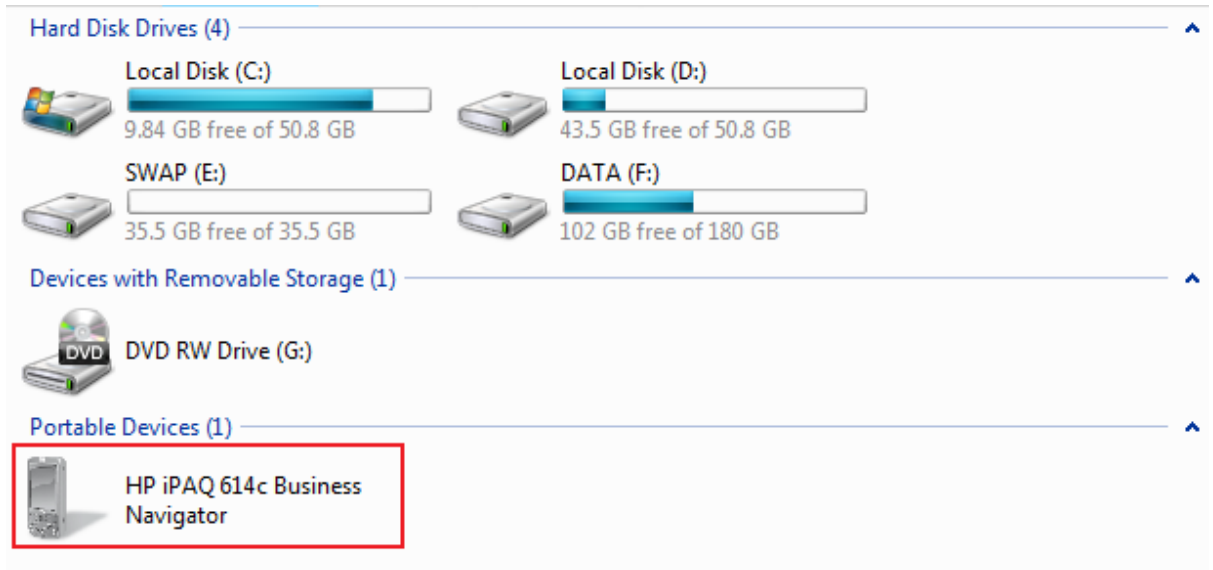 Hard Disk Drives (4)
Local Disk (C:)
9.84 GB free of 50.8 GB
Local Disk (D:)
43.5 GB free of 50.8 GB
SWAP (E:)
35.5 GB free of 35.5 GB
DATA (F:)
102 GB free of 180 GB
Devices with Removable Storage (1)
DVD
DVD RW Drive (G:)
Portable Devices (1)
HP iPAQ 614c Business
Navigator